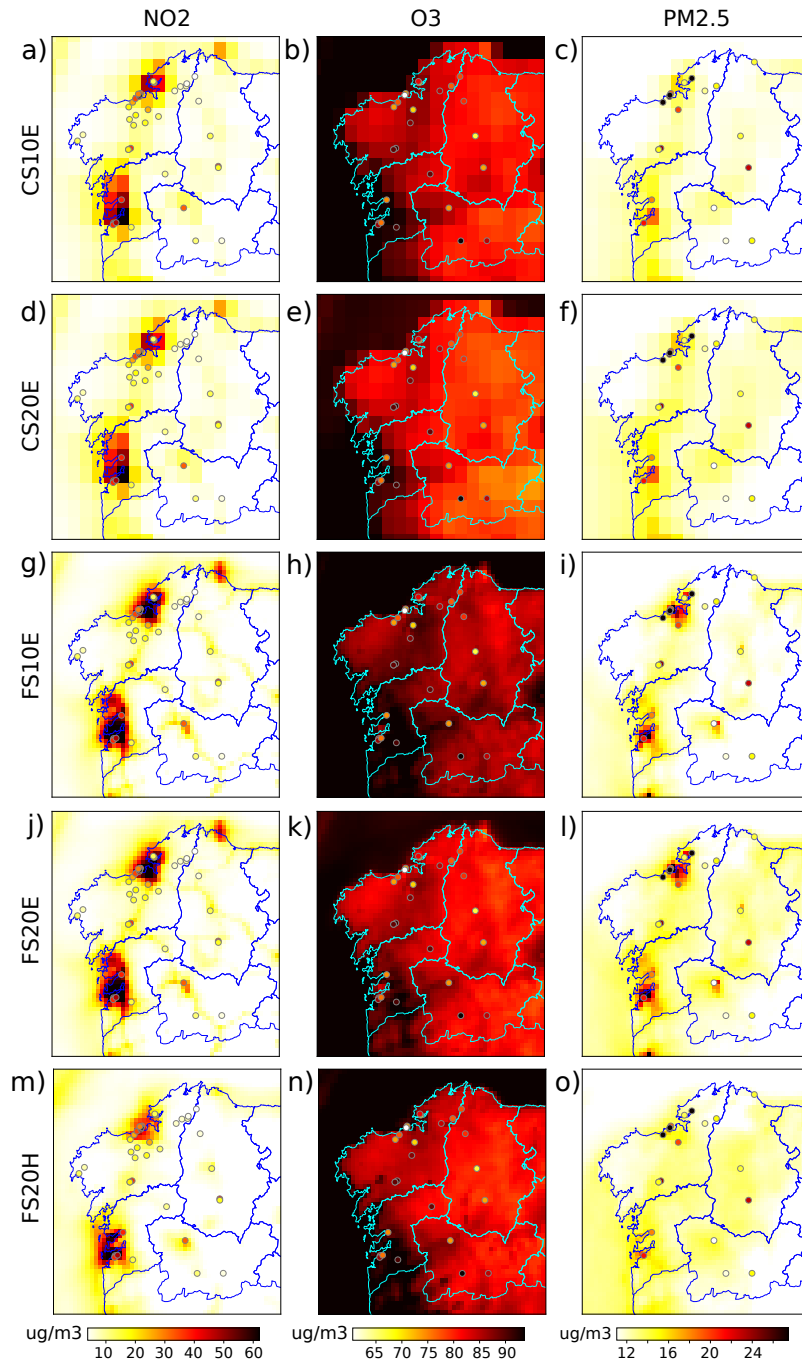 NO2 O3 PM2.5
a) b) c)
CS10E
d) e) f)
CS20E
g) h) i)
FS10E
j) k) l)
FS20E
m) n) o)
FS20H
ug/m3 10 20 30 40 50 60
ug/m3 65 70 75 80 85 90
ug/m3 12 16 20 24